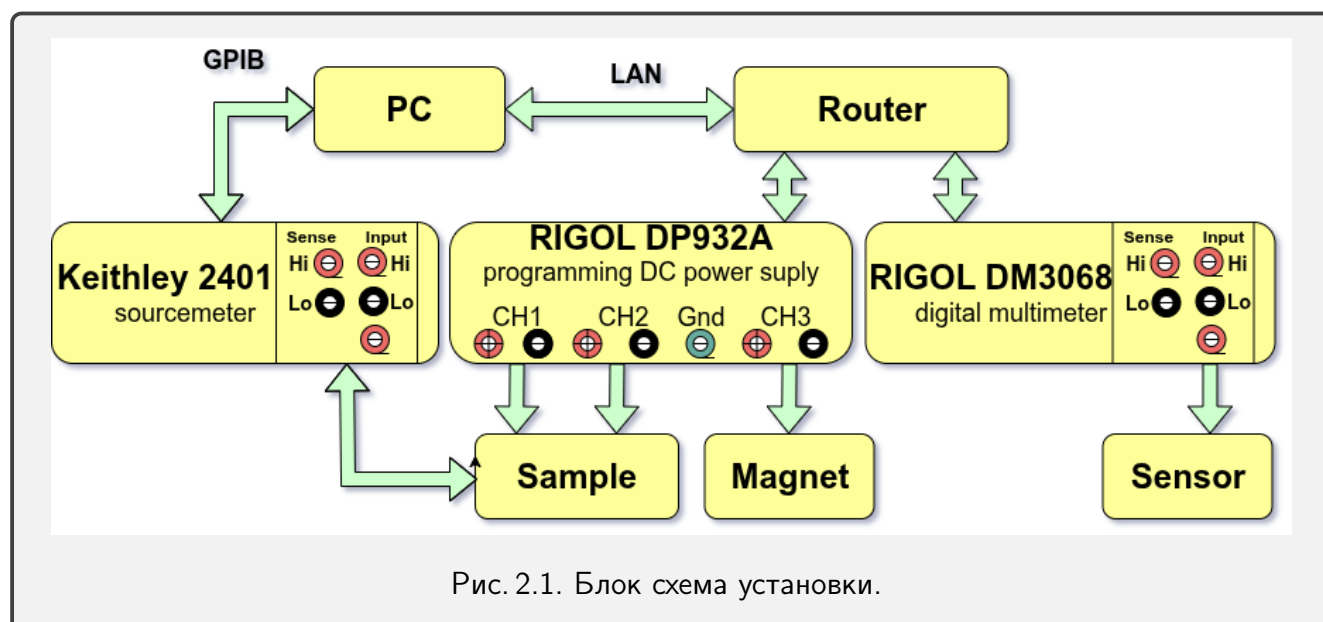 GPIB
LAN
PC
Router
Keithley 2401
sourcemeter
Sense Input
Hi Hi
Lo Lo
RIGOL DP932A
programming DC power suply
CH1 CH2 Gnd CH3
RIGOL DM3068
digital multimeter
Sense Input
Hi Hi
Lo Lo
Sample
Magnet
Sensor
Рис. 2.1. Блок схема установки.